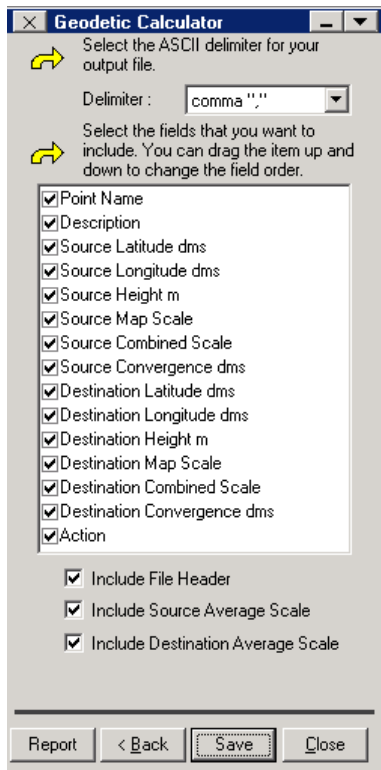 Geodetic Calculator
Select the ASCII delimiter for your
output file.
Delimiter :
comma ","
Select the fields that you want to
include. You can drag the item up and
down to change the field order.
Point Name
Description
Source Latitude dms
Source Longitude dms
Source Height m
Source Map Scale
Source Combined Scale
Source Convergence dms
Destination Latitude dms
Destination Longitude dms
Destination Height m
Destination Map Scale
Destination Combined Scale
Destination Convergence dms
Action
Include File Header
Include Source Average Scale
Include Destination Average Scale
Report
< Back
Save
Close